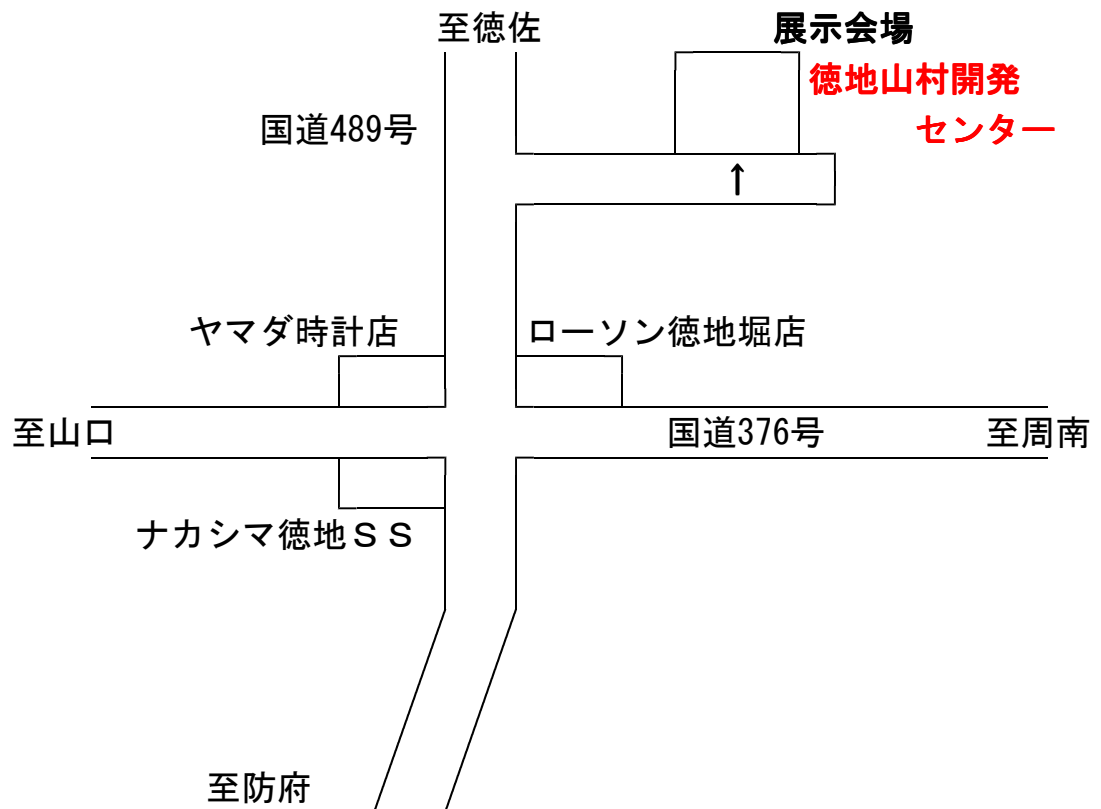 至徳佐
展示会場
徳地山村開発
センター
国道489号
↑
ヤマダ時計店
ローソン徳地堀店
至山口
国道376号
至周南
ナカシマ徳地ＳＳ
至防府